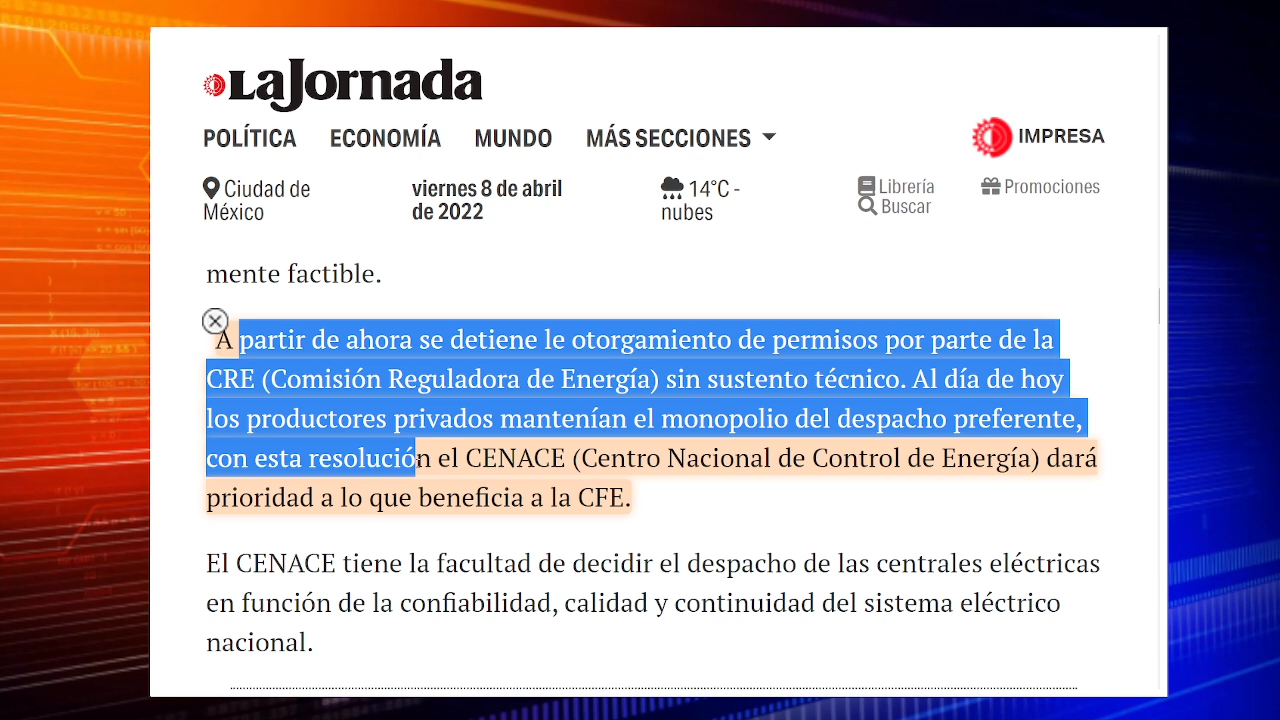 LaJornada
POLÍTICA ECONOMÍA MUNDO MÁS SECCIONES IMPRESA
Ciudad de México
viernes 8 de abril de 2022
14°C - nubes
Librería
Buscar
Promociones
mente factible.
A partir de ahora se detiene le otorgamiento de permisos por parte de la
CRE (Comisión Reguladora de Energía) sin sustento técnico. Al día de hoy
los productores privados mantenían el monopolio del despacho preferente,
con esta resolución el CENACE (Centro Nacional de Control de Energía) dará
prioridad a lo que beneficia a la CFE.
El CENACE tiene la facultad de decidir el despacho de las centrales eléctricas
en función de la confiabilidad, calidad y continuidad del sistema eléctrico
nacional.